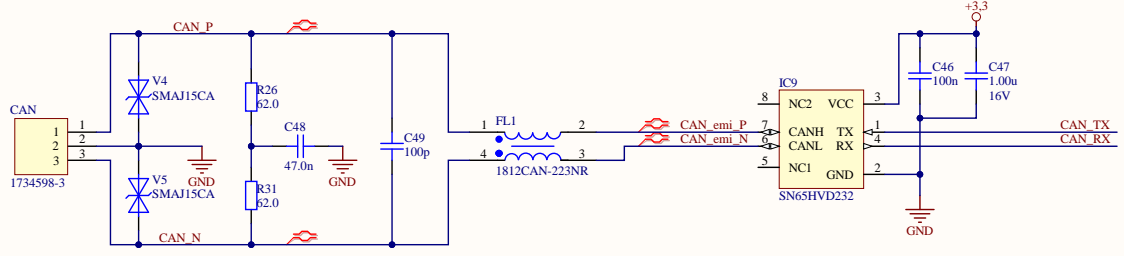 +3,3
CAN_P
C46
100n
C47
1.00u
16V
V4
SMAJ15CA
R26
62.0
IC9
CAN
1
2
3
1
2
3
1734598-3
C48
47.0n
GND
GND
C49
100p
FL1
1
2
4
3
1812CAN-223NR
CAN_emi_P
CAN_emi_N
8
NC2
VCC
3
7
CANH
TX
1
6
CANL
RX
4
5
NC1
GND
2
SN65HVD232
CAN_TX
CAN_RX
V5
SMAJ15CA
R31
62.0
GND
CAN_N